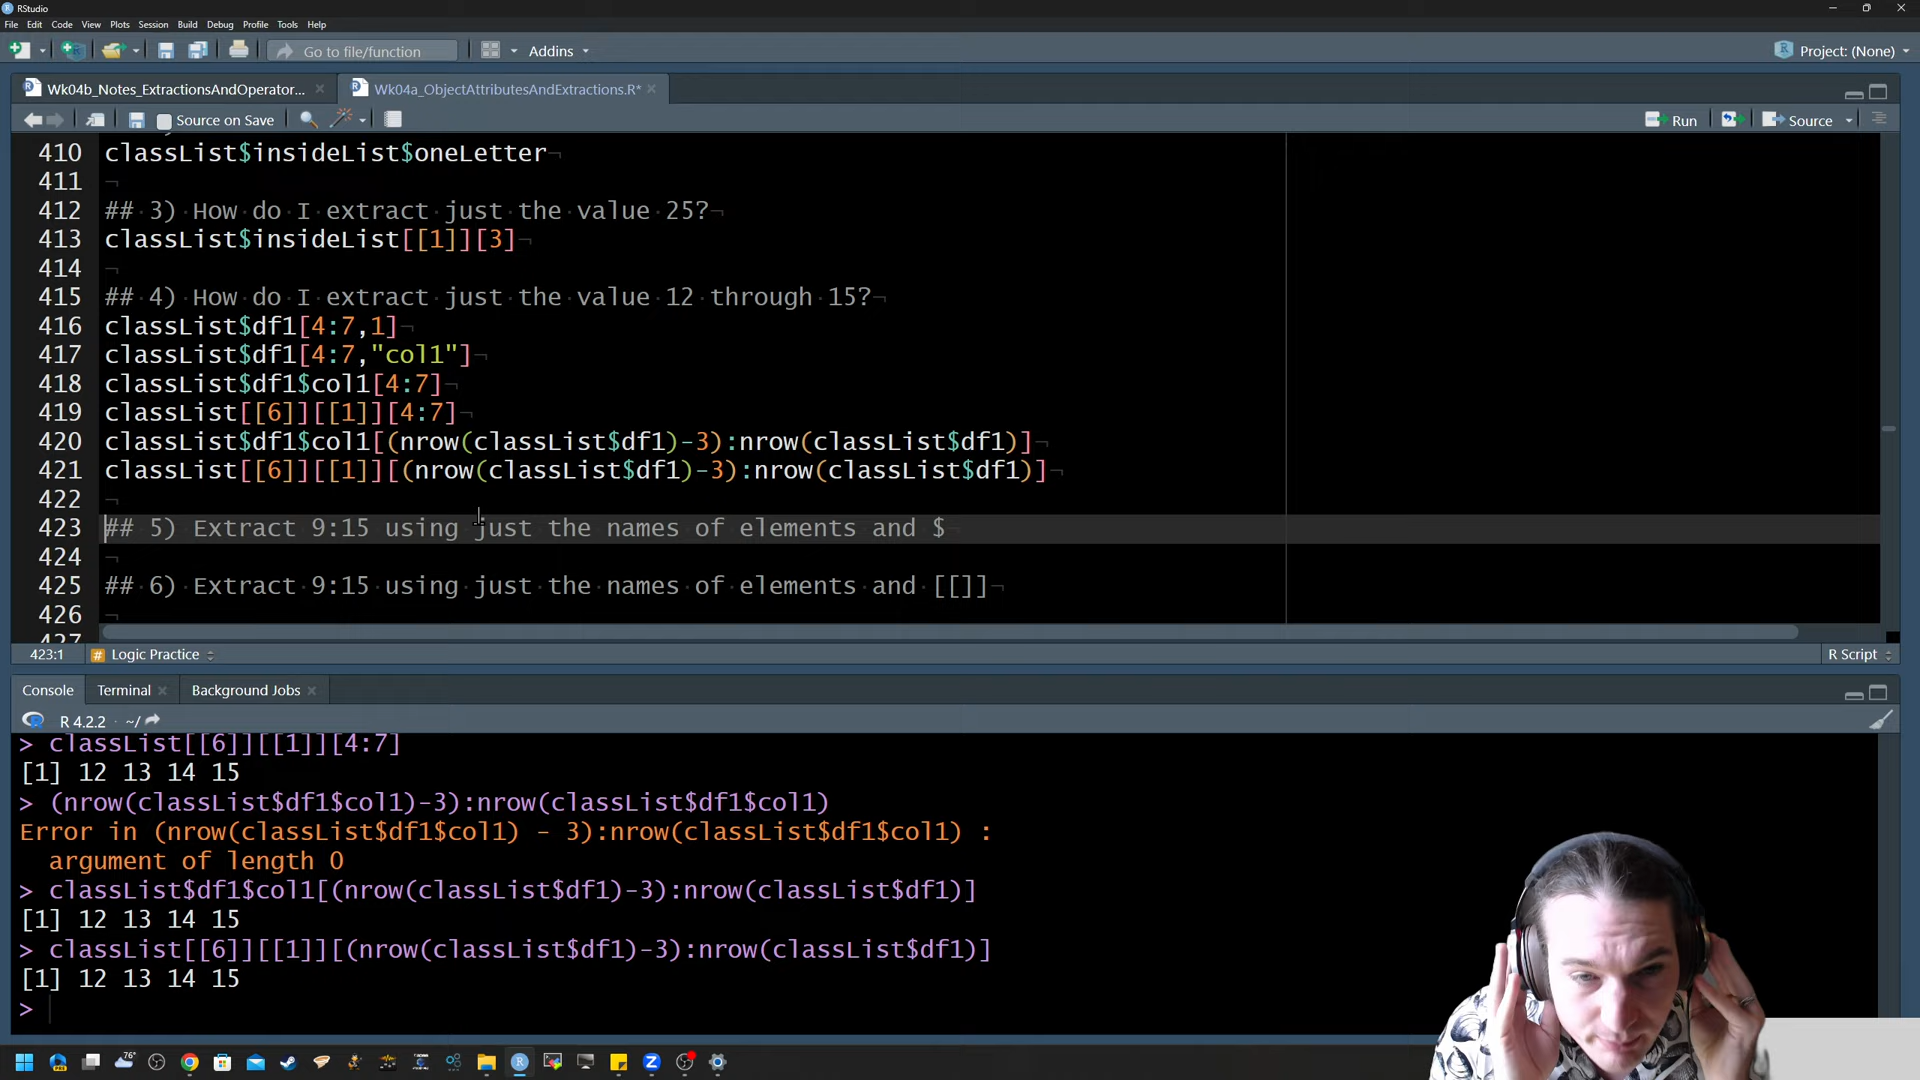 RStudio
File Edit Code View Plots Session Build Debug Profile Tools Help
Go to file/function Addins Project: (None)
Wk04b_Notes_ExtractionsAndOperator... Wk04a_ObjectAttributesAndExtractions.R*
Source on Save Run Source
410 classList$insideList$oneLetter
411
412 ## 3) How do I extract just the value 25?
413 classList$insideList[[1]][3]
414
415 ## 4) How do I extract just the value 12 through 15?
416 classList$df1[4:7,1]
417 classList$df1[4:7,"col1"]
418 classList$df1$col1[4:7]
419 classList[[6]][[1]][4:7]
420 classList$df1$col1[(nrow(classList$df1)-3):nrow(classList$df1)]
421 classList[[6]][[1]][(nrow(classList$df1)-3):nrow(classList$df1)]
422
423 ## 5) Extract 9:15 using just the names of elements and $
424
425 ## 6) Extract 9:15 using just the names of elements and [[]]
426
427
423:1 # Logic Practice R Script
Console Terminal Background Jobs
R 4.2.2 · ~/
> classList[[6]][[1]][4:7]
[1] 12 13 14 15
> (nrow(classList$df1$col1)-3):nrow(classList$df1$col1)
Error in (nrow(classList$df1$col1) - 3):nrow(classList$df1$col1) :
argument of length 0
> classList$df1$col1[(nrow(classList$df1)-3):nrow(classList$df1)]
[1] 12 13 14 15
> classList[[6]][[1]][(nrow(classList$df1)-3):nrow(classList$df1)]
[1] 12 13 14 15
>
76°